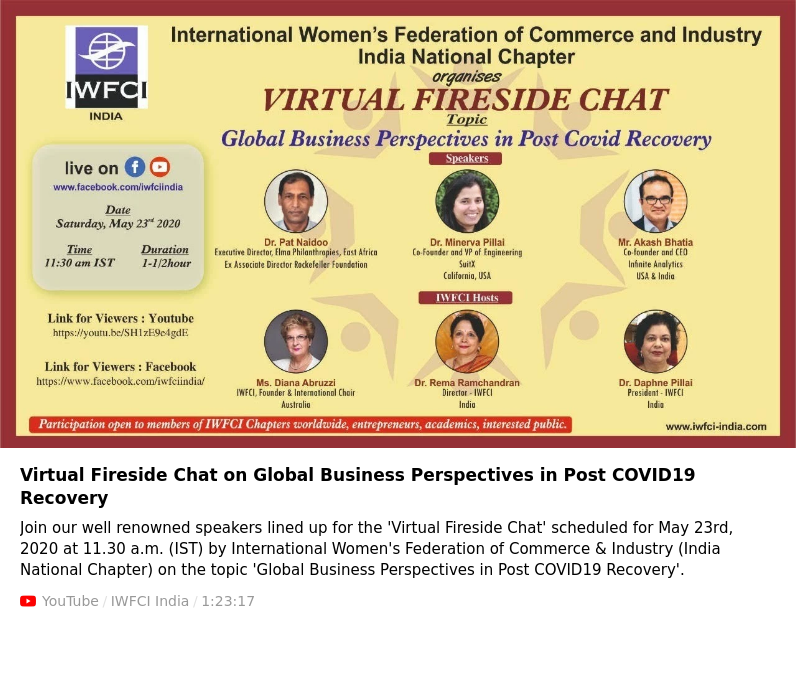 International Women's Federation of Commerce and Industry
India National Chapter
organises
VIRTUAL FIRESIDE CHAT
Topic
Global Business Perspectives in Post Covid Recovery
IWFCI
INDIA
live on
www.facebook.com/iwfciindia
Date
Saturday, May 23rd 2020
Time Duration
11:30 am IST 1-1/2hour
Link for Viewers : Youtube
https://youtu.be/SH1zE9e4gdE
Link for Viewers : Facebook
https://www.facebook.com/iwfciindia/
Speakers
Dr. Pat Naidoo
Executive Director, Elma Philanthropies, East Africa
Ex Associate Director Rockefeller Foundation
Dr. Minerva Pillai
Co-Founder and VP of Engineering
SuitX
California, USA
Mr. Akash Bhatia
Co-founder and CEO
Infinite Analytics
USA & India
IWFCI Hosts
Ms. Diana Abruzzi
IWFCI, Founder & International Chair
Australia
Dr. Rema Ramchandran
Director - IWFCI
India
Dr. Daphne Pillai
President - IWFCI
India
Participation open to members of IWFCI Chapters worldwide, entrepreneurs, academics, interested public.
www.iwfci-india.com
Virtual Fireside Chat on Global Business Perspectives in Post COVID19
Recovery
Join our well renowned speakers lined up for the 'Virtual Fireside Chat' scheduled for May 23rd,
2020 at 11.30 a.m. (IST) by International Women's Federation of Commerce & Industry (India
National Chapter) on the topic 'Global Business Perspectives in Post COVID19 Recovery'.
YouTube / IWFCI India / 1:23:17